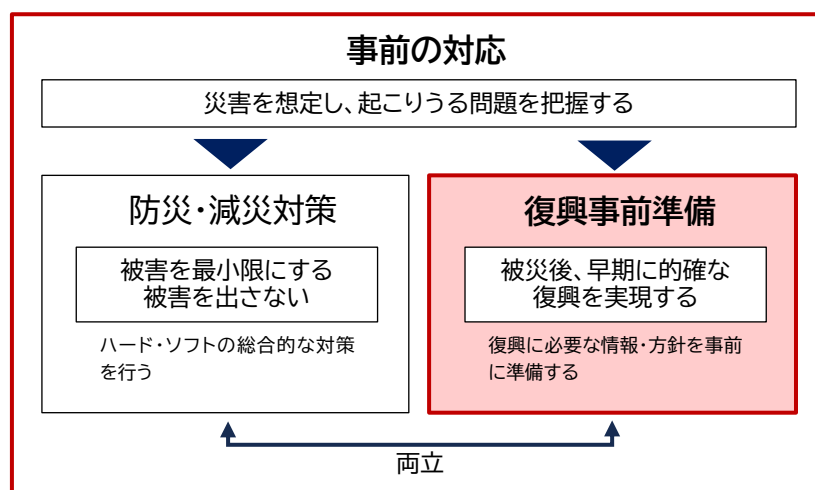 事前の対応
災害を想定し、起こりうる問題を把握する
防災・減災対策
被害を最小限にする
被害を出さない
ハード・ソフトの総合的な対策
を行う
復興事前準備
被災後、早期に的確な
復興を実現する
復興に必要な情報・方針を事前
に準備する
両立